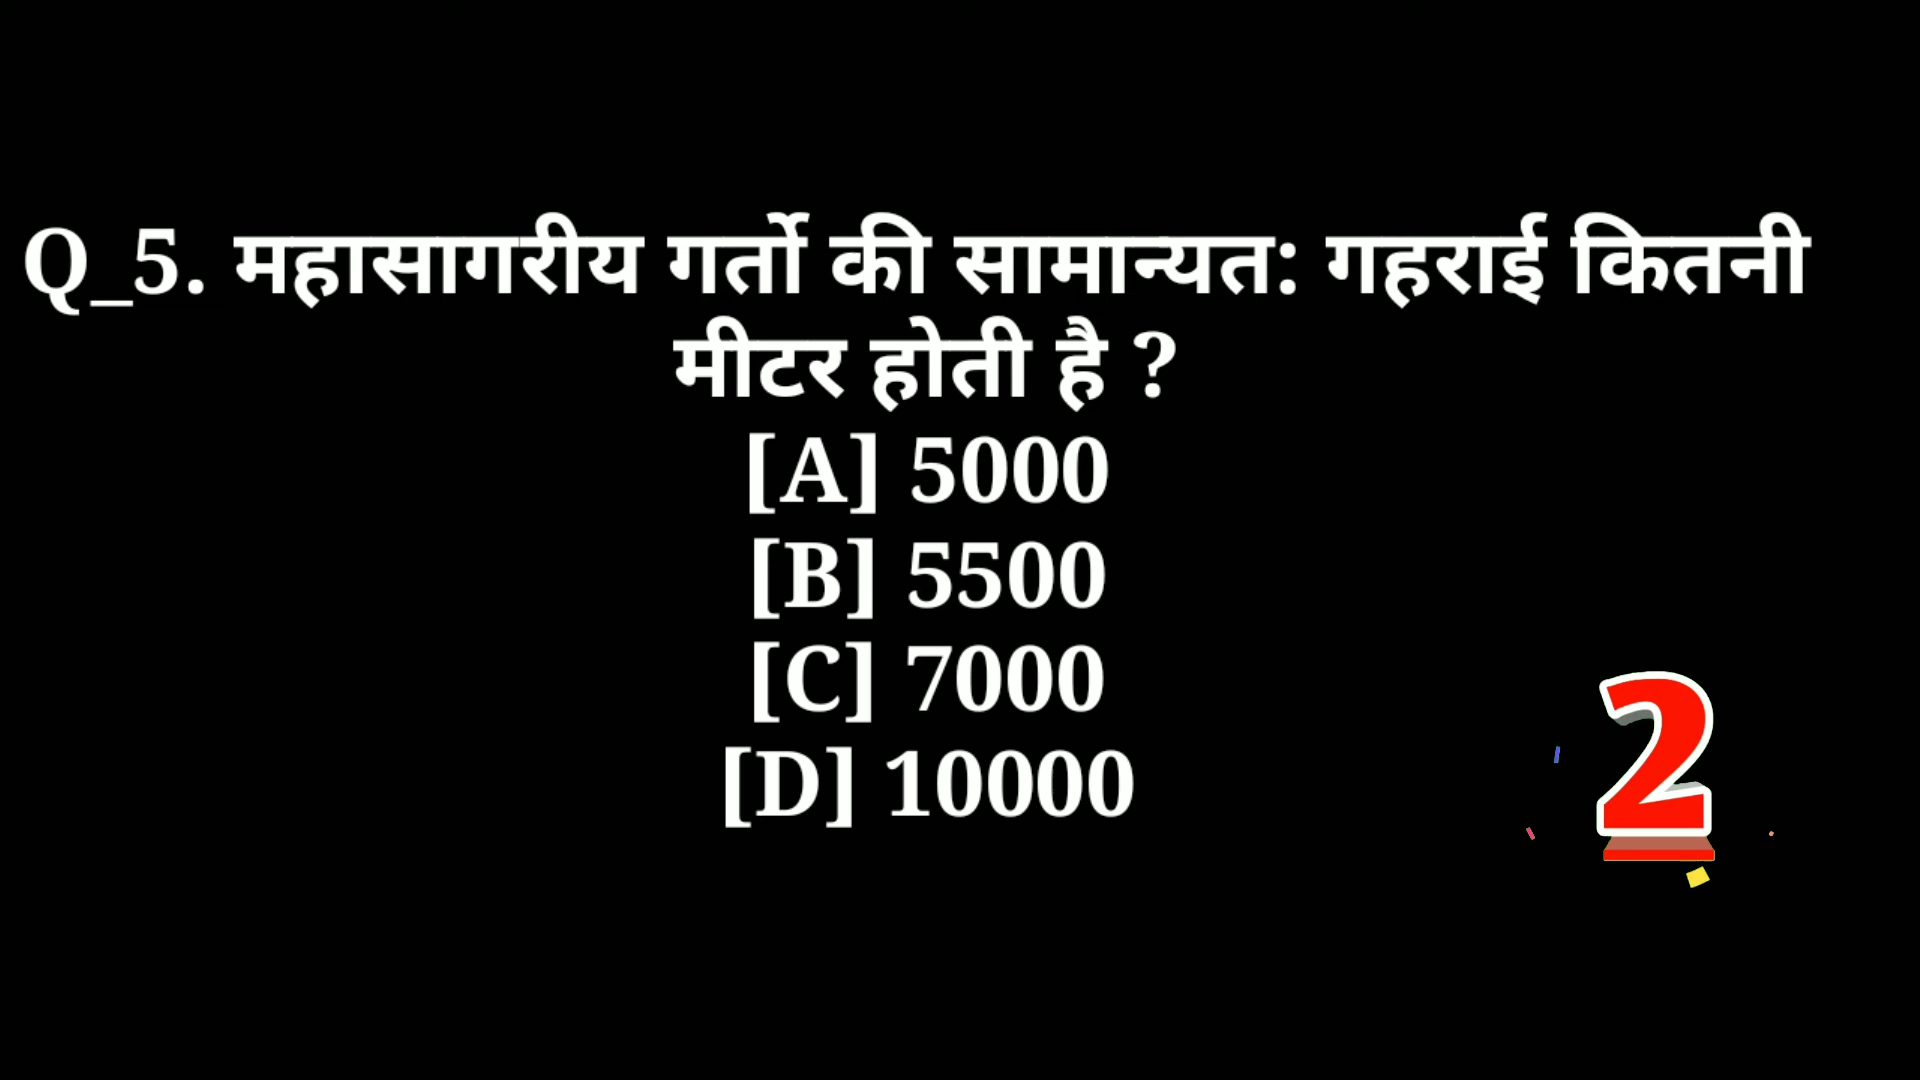 Q_5. महासागरीय गर्तो की सामान्यत: गहराई कितनी
मीटर होती है ?
[A] 5000
[B] 5500
[C] 7000
[D] 10000
2